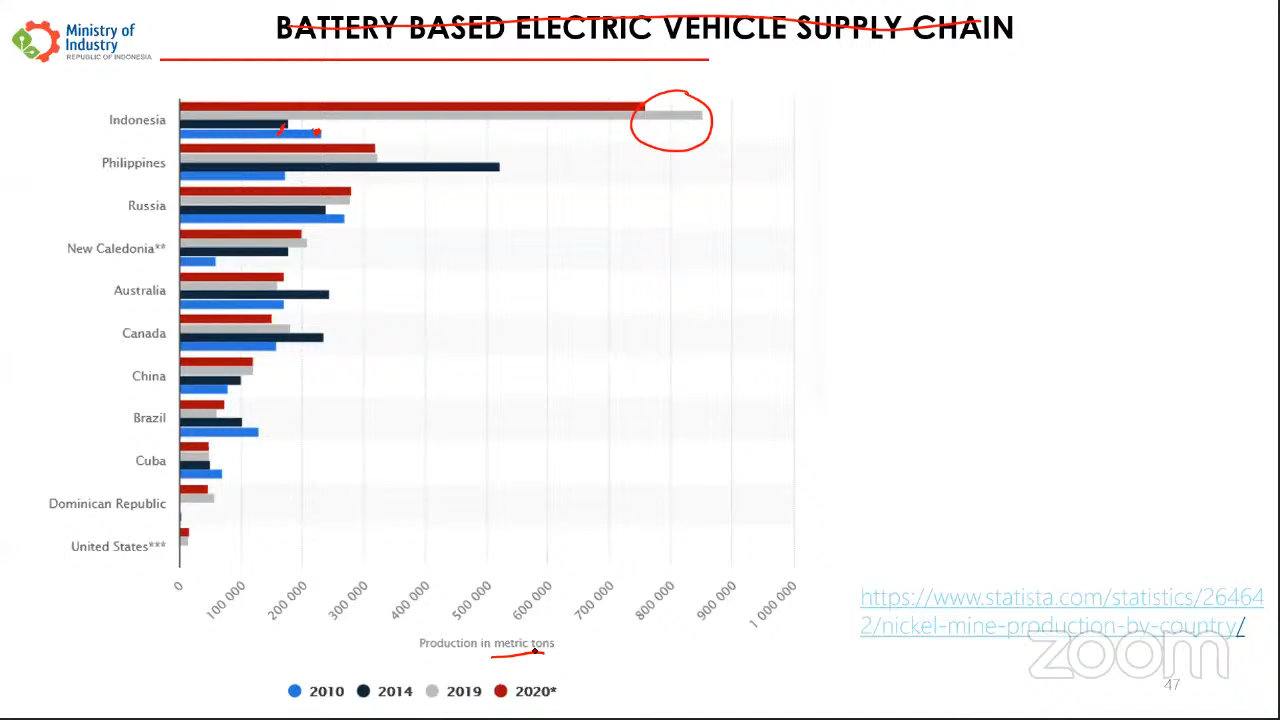 BATTERY BASED ELECTRIC VEHICLE SUPPLY CHAIN
Ministry of
Industry
REPUBLIC OF INDONESIA
Indonesia
Philippines
Russia
New Caledonia**
Australia
Canada
China
Brazil
Cuba
Dominican Republic
United States***
0
100 000
200 000
300 000
400 000
500 000
600 000
700 000
800 000
900 000
1 000 000
Production in metric tons
2010 2014 2019 2020*
https://www.statista.com/statistics/26464
2/nickel-mine-production-by-country/
zoom
47